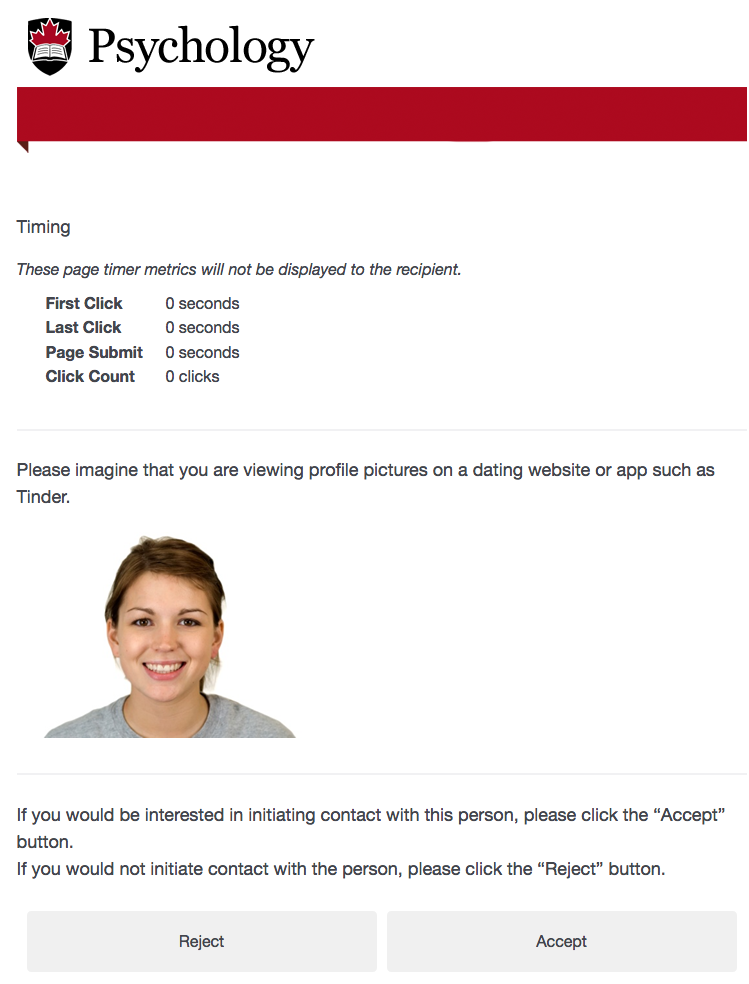 Psychology
Timing
These page timer metrics will not be displayed to the recipient.
First Click 0 seconds
Last Click 0 seconds
Page Submit 0 seconds
Click Count 0 clicks
Please imagine that you are viewing profile pictures on a dating website or app such as
Tinder.
If you would be interested in initiating contact with this person, please click the “Accept”
button.
If you would not initiate contact with the person, please click the “Reject” button.
Reject Accept